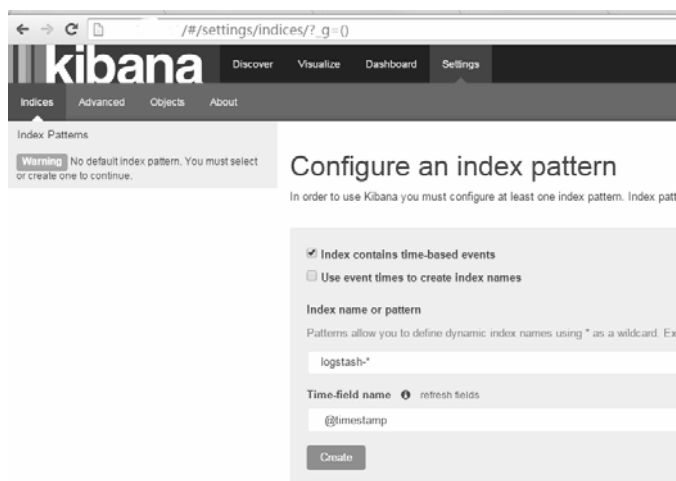 /#/settings/indices/?_g=()
kibana
Discover Visualize Dashboard Settings
Indices Advanced Objects About
Index Patterns
Warning No default index pattern. You must select
or create one to continue.
Configure an index pattern
In order to use Kibana you must configure at least one index pattern. Index patt
Index contains time-based events
Use event times to create index names
Index name or pattern
Patterns allow you to define dynamic index names using * as a wildcard. Ex
logstash-*
Time-field name refresh fields
@timestamp
Create